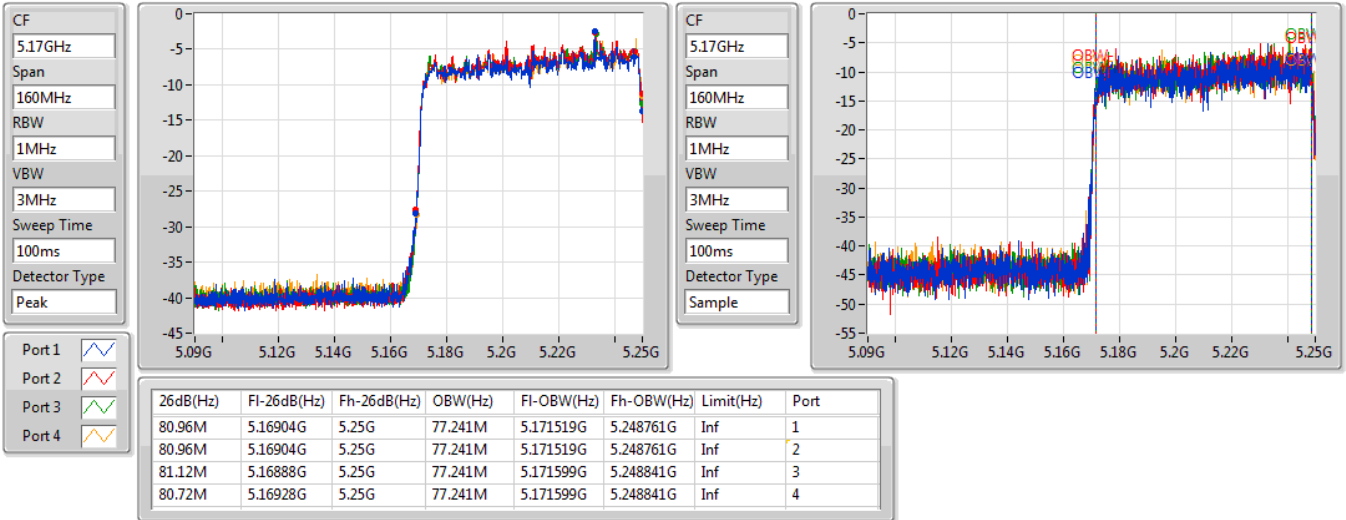 CF
5.17GHz
Span
160MHz
RBW
1MHz
VBW
3MHz
Sweep Time
100ms
Detector Type
Peak
0
-5
-10
-15
-20
-25
-30
-35
-40
-45
5.09G 5.12G 5.14G 5.16G 5.18G 5.2G 5.22G 5.25G
CF
5.17GHz
Span
160MHz
RBW
1MHz
VBW
3MHz
Sweep Time
100ms
Detector Type
Sample
0
-5
-10
-15
-20
-25
-30
-35
-40
-45
-50
-55
OBW
OBW
5.09G 5.12G 5.14G 5.16G 5.18G 5.2G 5.22G 5.25G
Port 1
Port 2
Port 3
Port 4
26dB(Hz) Fl-26dB(Hz) Fh-26dB(Hz) OBW(Hz) Fl-OBW(Hz) Fh-OBW(Hz) Limit(Hz) Port
80.96M 5.16904G 5.25G 77.241M 5.171519G 5.248761G Inf 1
80.96M 5.16904G 5.25G 77.241M 5.171519G 5.248761G Inf 2
81.12M 5.16888G 5.25G 77.241M 5.171599G 5.248841G Inf 3
80.72M 5.16928G 5.25G 77.241M 5.171599G 5.248841G Inf 4